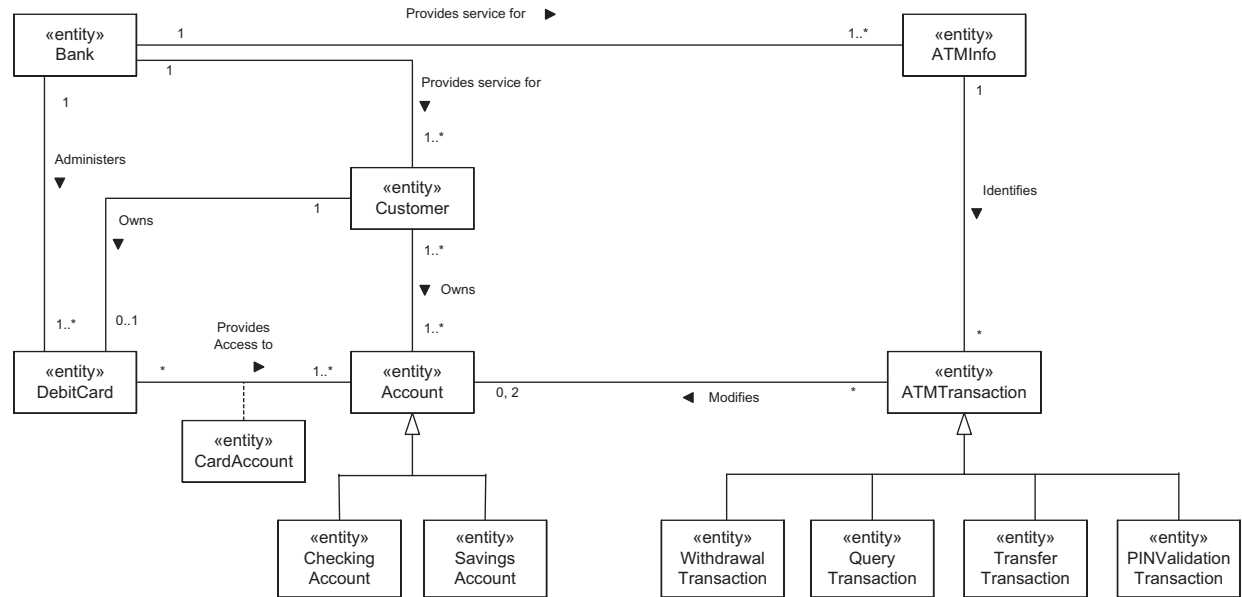 Provides service for ►
«entity»
Bank
1
1..*
«entity»
ATMInfo
1
Provides service for
▼
1
1
Administers
▼
1..*
«entity»
Customer
1
Owns
▼
Identifies
▼
1..*
▼ Owns
1..*
0..1
1..*
*
Provides
Access to
►
«entity»
DebitCard
*
1..*
«entity»
Account
0, 2
◄ Modifies
*
«entity»
ATMTransaction
«entity»
CardAccount
«entity»
Checking
Account
«entity»
Savings
Account
«entity»
Withdrawal
Transaction
«entity»
Query
Transaction
«entity»
Transfer
Transaction
«entity»
PINValidation
Transaction